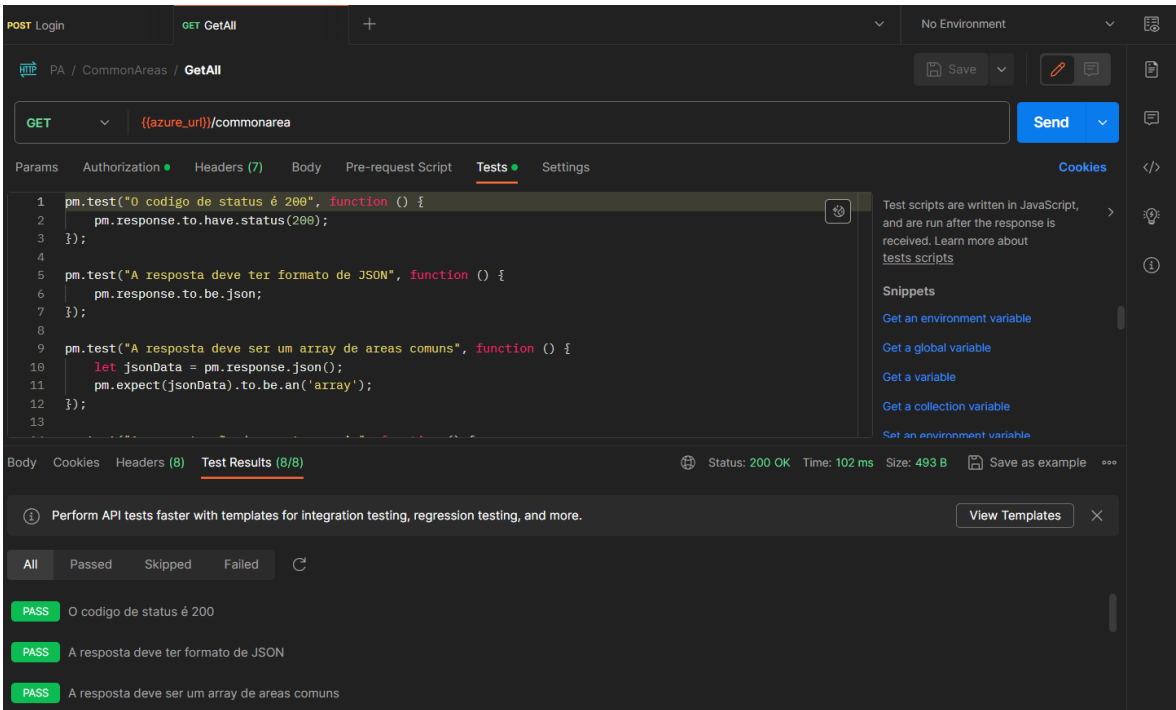 POST Login GET GetAll No Environment
HTTP PA / CommonAreas / GetAll Save
GET {{azure_url}}/commonarea Send
Params Authorization Headers (7) Body Pre-request Script Tests Settings Cookies
1 pm.test("O codigo de status é 200", function () {
2 pm.response.to.have.status(200);
3 });
4
5 pm.test("A resposta deve ter formato de JSON", function () {
6 pm.response.to.be.json;
7 });
8
9 pm.test("A resposta deve ser um array de areas comuns", function () {
10 let jsonData = pm.response.json();
11 pm.expect(jsonData).to.be.an('array');
12 });
13
Test scripts are written in JavaScript,
and are run after the response is
received. Learn more about
tests scripts
Snippets
Get an environment variable
Get a global variable
Get a variable
Get a collection variable
Set an environment variable
Body Cookies Headers (8) Test Results (8/8) Status: 200 OK Time: 102 ms Size: 493 B Save as example
Perform API tests faster with templates for integration testing, regression testing, and more. View Templates
All Passed Skipped Failed
PASS O codigo de status é 200
PASS A resposta deve ter formato de JSON
PASS A resposta deve ser um array de areas comuns